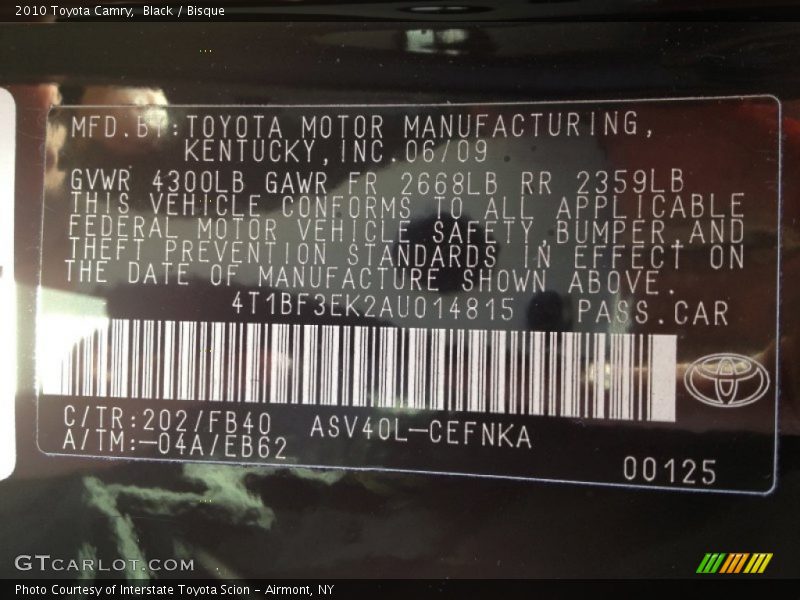 2010 Toyota Camry,  Black / Bisque
MFD.BY:TOYOTA MOTOR MANUFACTURING,
KENTUCKY,INC.06/09
GVWR 4300LB GAWR FR 2668LB RR 2359LB
THIS VEHICLE CONFORMS TO ALL APPLICABLE
FEDERAL MOTOR VEHICLE SAFETY,BUMPER,AND
THEFT PREVENTION STANDARDS IN EFFECT ON
THE DATE OF MANUFACTURE SHOWN ABOVE.
4T1BF3EK2AU014815 PASS.CAR
C/TR:202/FB40 ASV40L-CEFNKA
A/TM:-04A/EB62
00125
GTCARLOT.COM
Photo Courtesy of Interstate Toyota Scion - Airmont, NY